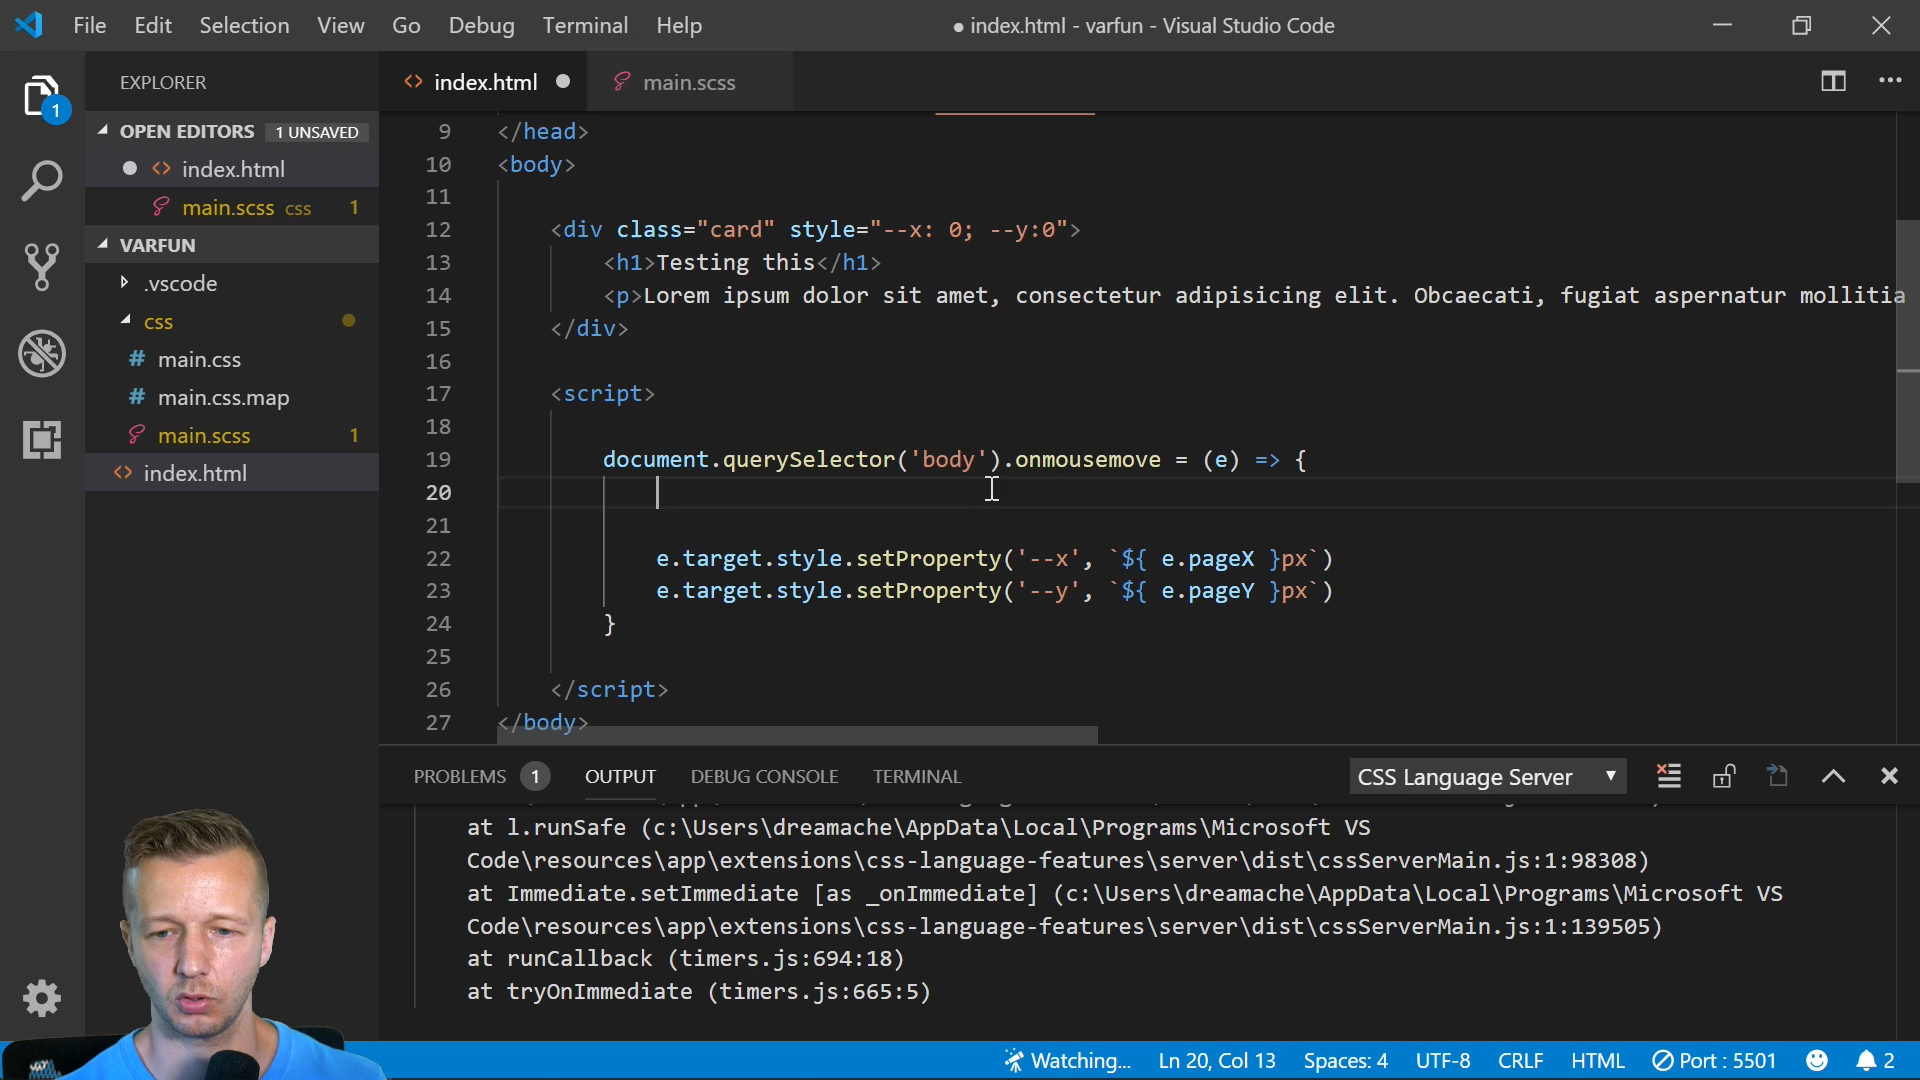 File Edit Selection View Go Debug Terminal Help
● index.html - varfun - Visual Studio Code
EXPLORER
1
OPEN EDITORS 1 UNSAVED
index.html
main.scss css 1
VARFUN
.vscode
css
# main.css
# main.css.map
main.scss 1
<> index.html
<> index.html ●
main.scss
9 </head>
10 <body>
11
12 <div class="card" style="--x: 0; --y:0">
13 <h1>Testing this</h1>
14 <p>Lorem ipsum dolor sit amet, consectetur adipisicing elit. Obcaecati, fugiat aspernatur mollitia
15 </div>
16
17 <script>
18
19 document.querySelector('body').onmousemove = (e) => {
20
21
22 e.target.style.setProperty('--x', `${ e.pageX }px`)
23 e.target.style.setProperty('--y', `${ e.pageY }px`)
24 }
25
26 </script>
27 </body>
PROBLEMS 1 OUTPUT DEBUG CONSOLE TERMINAL CSS Language Server
at l.runSafe (c:\Users\dreamache\AppData\Local\Programs\Microsoft VS
Code\resources\app\extensions\css-language-features\server\dist\cssServerMain.js:1:98308)
at Immediate.setImmediate [as _onImmediate] (c:\Users\dreamache\AppData\Local\Programs\Microsoft VS
Code\resources\app\extensions\css-language-features\server\dist\cssServerMain.js:1:139505)
at runCallback (timers.js:694:18)
at tryOnImmediate (timers.js:665:5)
Watching... Ln 20, Col 13 Spaces: 4 UTF-8 CRLF HTML Port : 5501 2